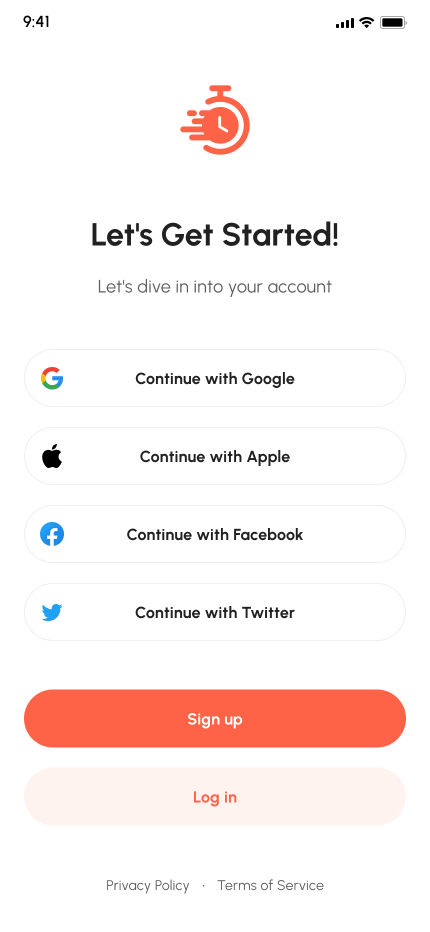 9:41
Let's Get Started!
Let's dive in into your account
Continue with Google
Continue with Apple
Continue with Facebook
Continue with Twitter
Sign up
Log in
Privacy Policy · Terms of Service